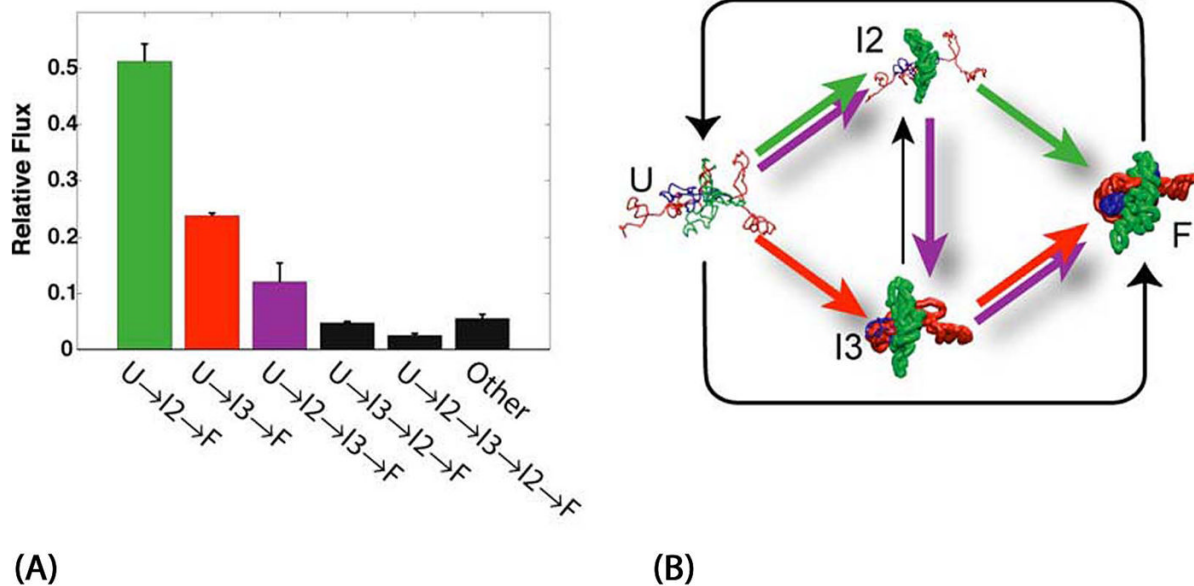 Relative Flux
0.5
0.4
0.3
0.2
0.1
0
U→I2→F
U→I3→F
U→I2→I3→F
U→I3→I2→F
U→I2→I3→I2→F
Other
(A)
I2
U
F
I3
(B)